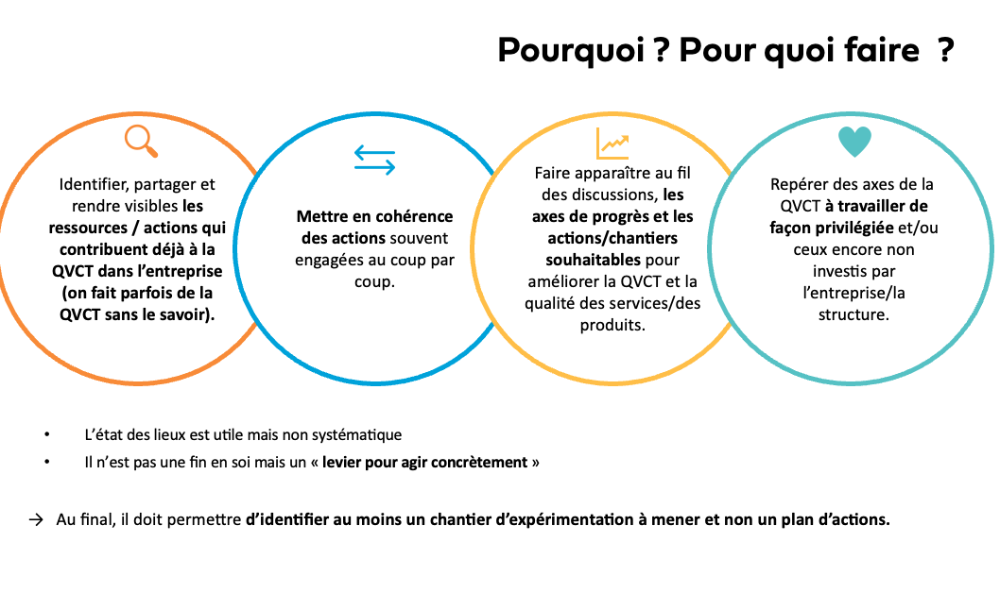 Pourquoi ? Pour quoi faire ?
Identifier, partager et
rendre visibles les
ressources / actions qui
contribuent déjà à la
QVCT dans l’entreprise
(on fait parfois de la
QVCT sans le savoir).
Mettre en cohérence
des actions souvent
engagées au coup par
coup.
Faire apparaître au fil
des discussions, les
axes de progrès et les
actions/chantiers
souhaitables pour
améliorer la QVCT et la
qualité des services/des
produits.
Repérer des axes de la
QVCT à travailler de
façon privilégiée et/ou
ceux encore non
investis par
l’entreprise/la
structure.
• L’état des lieux est utile mais non systématique
• Il n’est pas une fin en soi mais un « levier pour agir concrètement »
→ Au final, il doit permettre d’identifier au moins un chantier d’expérimentation à mener et non un plan d’actions.